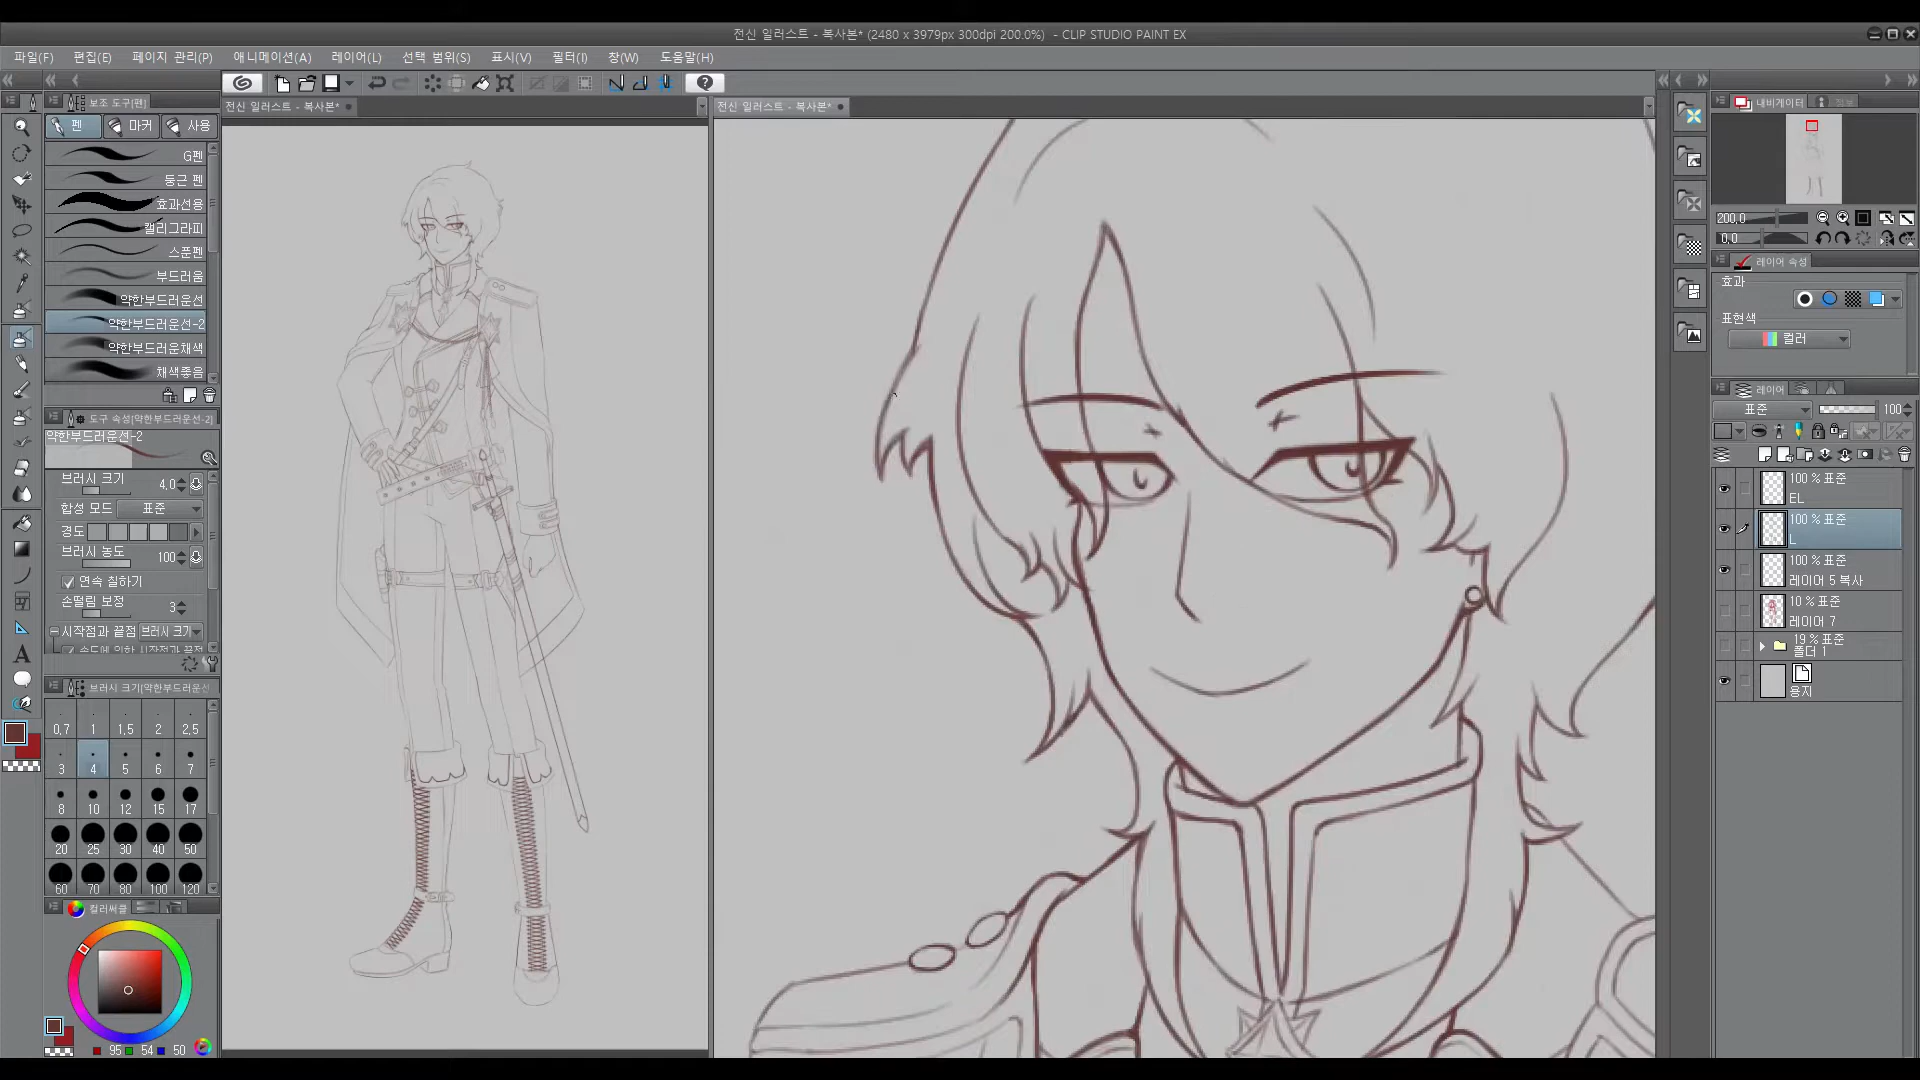 전신 일러스트 - 복사본* (2480 x 3979px 300dpi 200.0%)  - CLIP STUDIO PAINT EX
파일(F) 편집(E) 페이지 관리(P) 애니메이션(A) 레이어(L) 선택 범위(S) 표시(V) 필터(I) 창(W) 도움말(H)
보조 도구[펜]
전신 일러스트 - 복사본*
전신 일러스트 - 복사본*
내비게이터
정보
펜 마커 사용
G펜
둥근 펜
효과선용
캘리그라피
스푼펜
부드러움
약한부드러운선
약한부드러운선-2
약한부드러운채색
채색좋음
도구 속성[약한부드러운선-2]
약한부드러운선-2
브러시 크기 4,0
합성 모드 표준
경도
브러시 농도 100
연속 칠하기
손떨림 보정 3
시작점과 끝점 브러시 크기
속도에 의한 시작점과 끝점
브러시 크기[약한부드러운선
0,7 1 1,5 2 2,5
3 4 5 6 7
8 10 12 15 17
20 25 30 40 50
60 70 80 100 120
컬러써클
95 54 50
200,0
0,0
레이어 속성
효과
표현색
컬러
레이어
표준 100
100 % 표준
EL
100 % 표준
L
100 % 표준
레이어 5 복사
10 % 표준
레이어 7
19 % 표준
폴더 1
용지